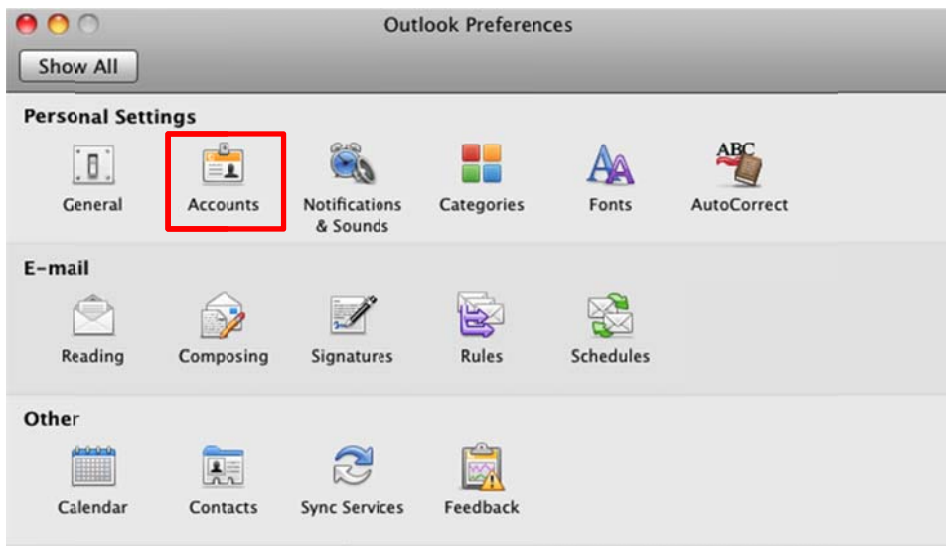 Outlook Preferences
Show All
Personal Settings
ABC
General Accounts Notifications & Sounds Categories Fonts AutoCorrect
E-mail
Reading Composing Signatures Rules Schedules
Other
Calendar Contacts Sync Services Feedback